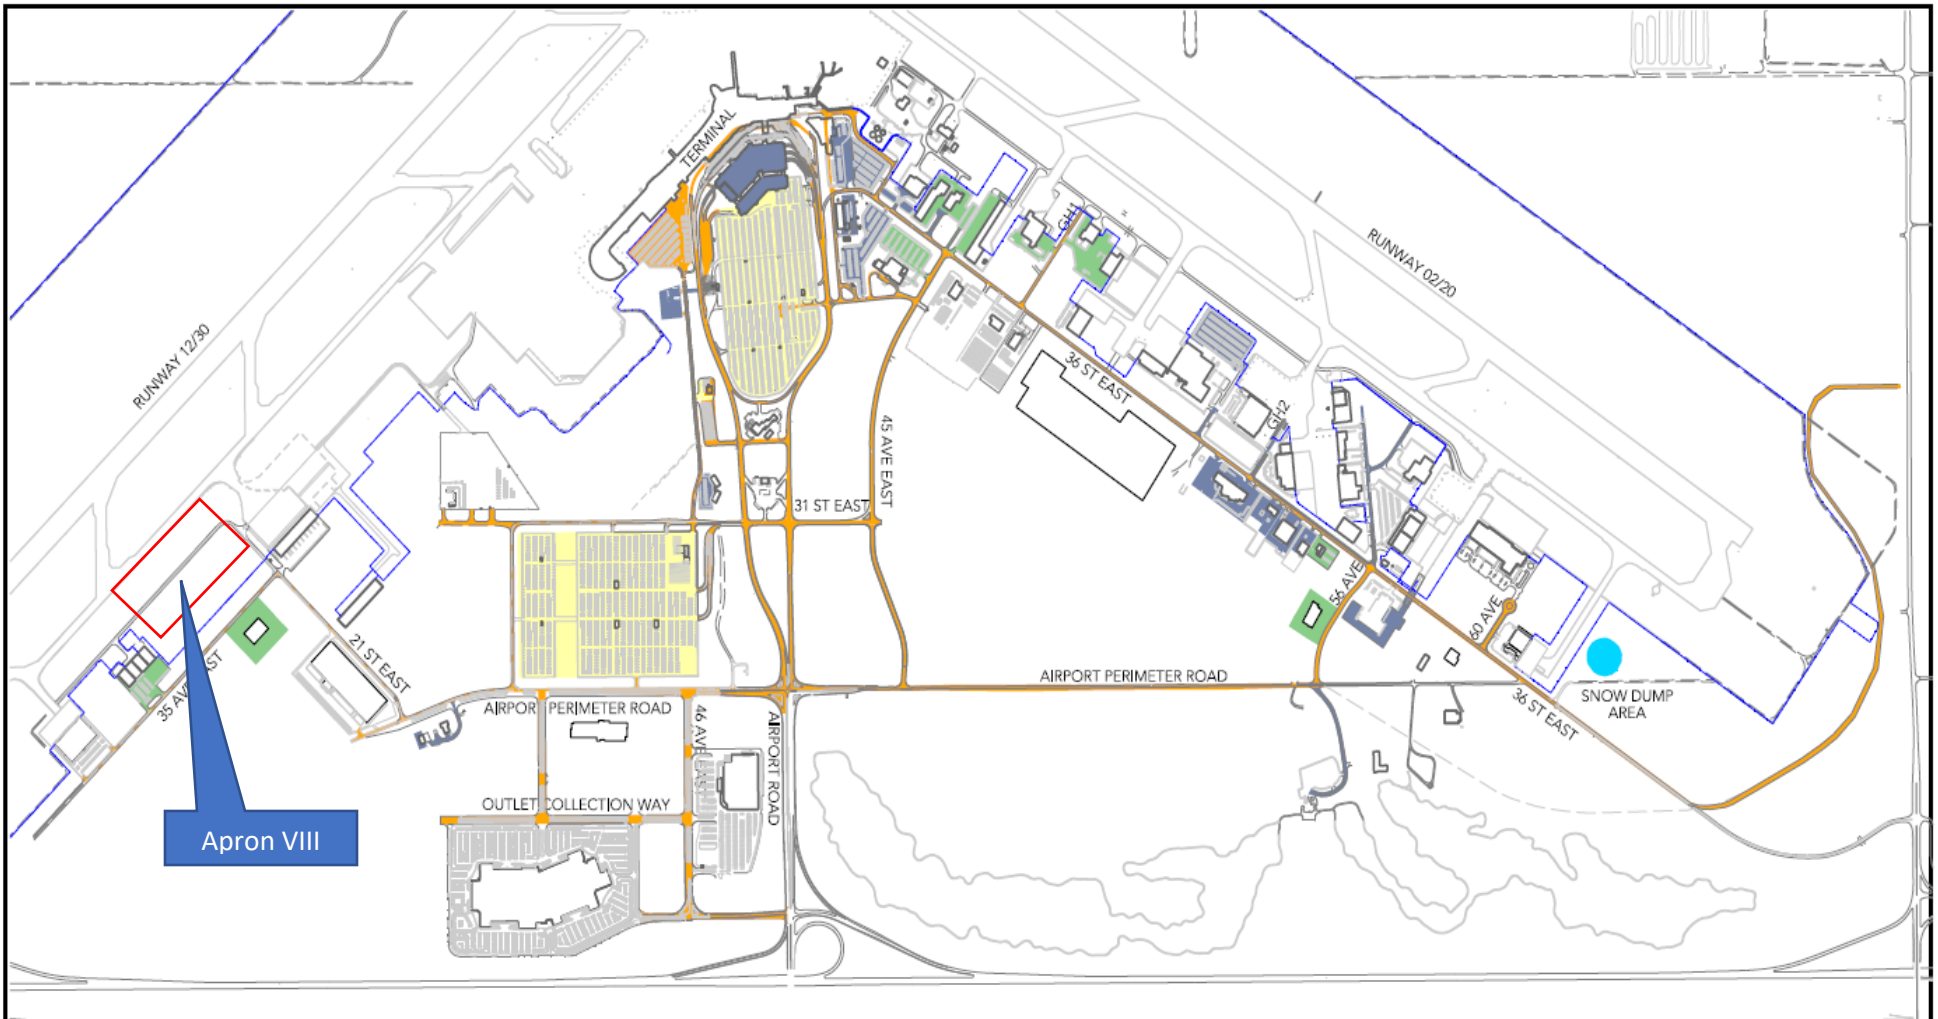 TERMINAL
GH1
RUNWAY 02/20
RUNWAY 12/30
36 ST EAST
GH2
45 AVE EAST
31 ST EAST
56 AVE
60 AVE
21 ST EAST
35 AVE EAST
AIRPORT PERIMETER ROAD
SNOW DUMP
AREA
36 ST EAST
AIRPORT PERIMETER ROAD
46 AVE EAST
AIRPORT ROAD
OUTLET COLLECTION WAY
Apron VIII